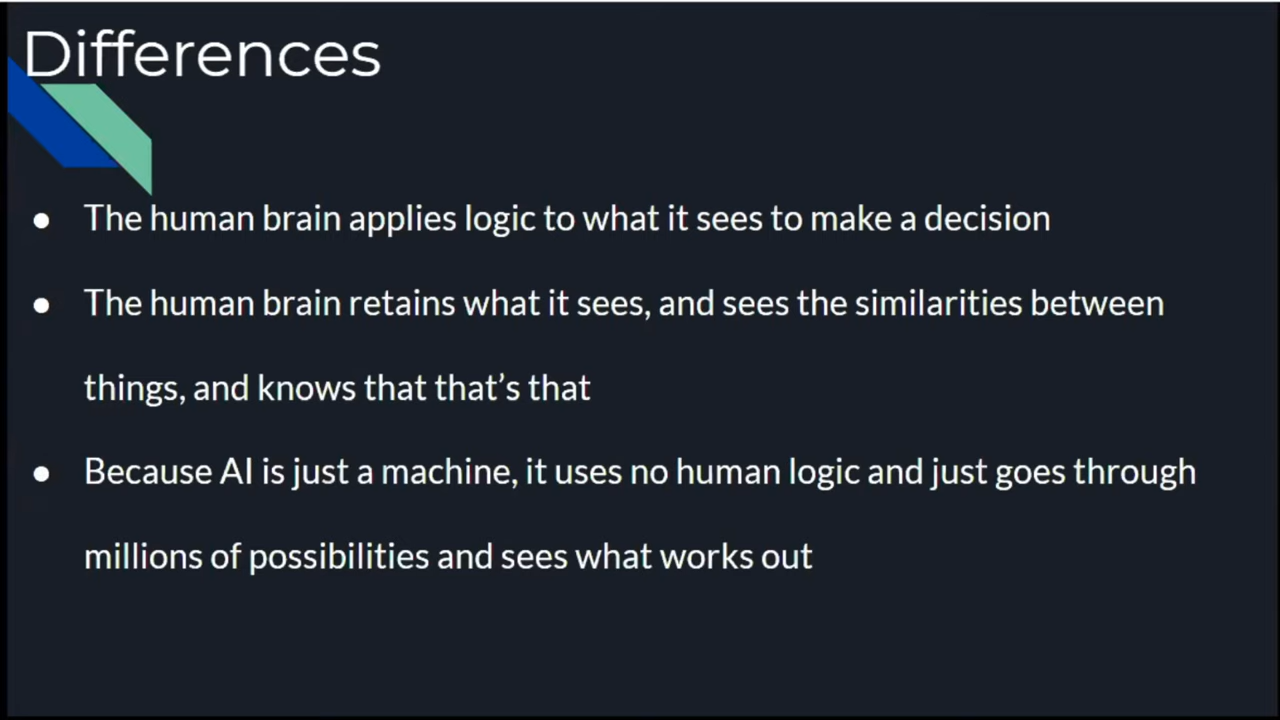 Differences
● The human brain applies logic to what it sees to make a decision
● The human brain retains what it sees, and sees the similarities between
things, and knows that that’s that
● Because AI is just a machine, it uses no human logic and just goes through
millions of possibilities and sees what works out